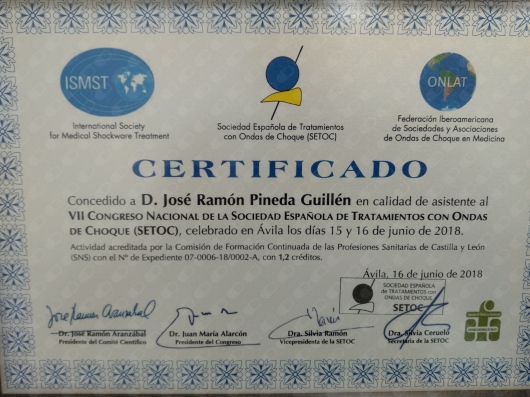 ISMST
ONLAT
International Society
for Medical Shockware Treatment
Sociedad Española de Tratamientos
con Ondas de Choque (SETOC)
Federación Iberoamericana
de Sociedades y Asociaciones
de Ondas de Choque en Medicina
CERTIFICADO
Concedido a D. José Ramón Pineda Guillén en calidad de asistente al
VII Congreso Nacional de la Sociedad Española de Tratamientos con Ondas
de Choque (SETOC), celebrado en Ávila los días 15 y 16 de junio de 2018.
Actividad acreditada por la Comisión de Formación Continuada de las Profesiones Sanitarias de Castilla y León
(SNS) con el Nº de Expediente 07-0006-18/0002-A, con 1,2 créditos.
Ávila, 16 de junio de 2018
SOCIEDAD ESPAÑOLA
de TRATAMIENTOS con
ONDAS DE CHOQUE
SETOC
Dr. José Ramón Aranzábal
Presidente del Comité Científico
Dr. Juan María Alarcón
Presidente del Congreso
Dra. Silvia Ramón
Vicepresidenta de la SETOC
Dra. Silvia Ceruelo
Secretaria de la SETOC